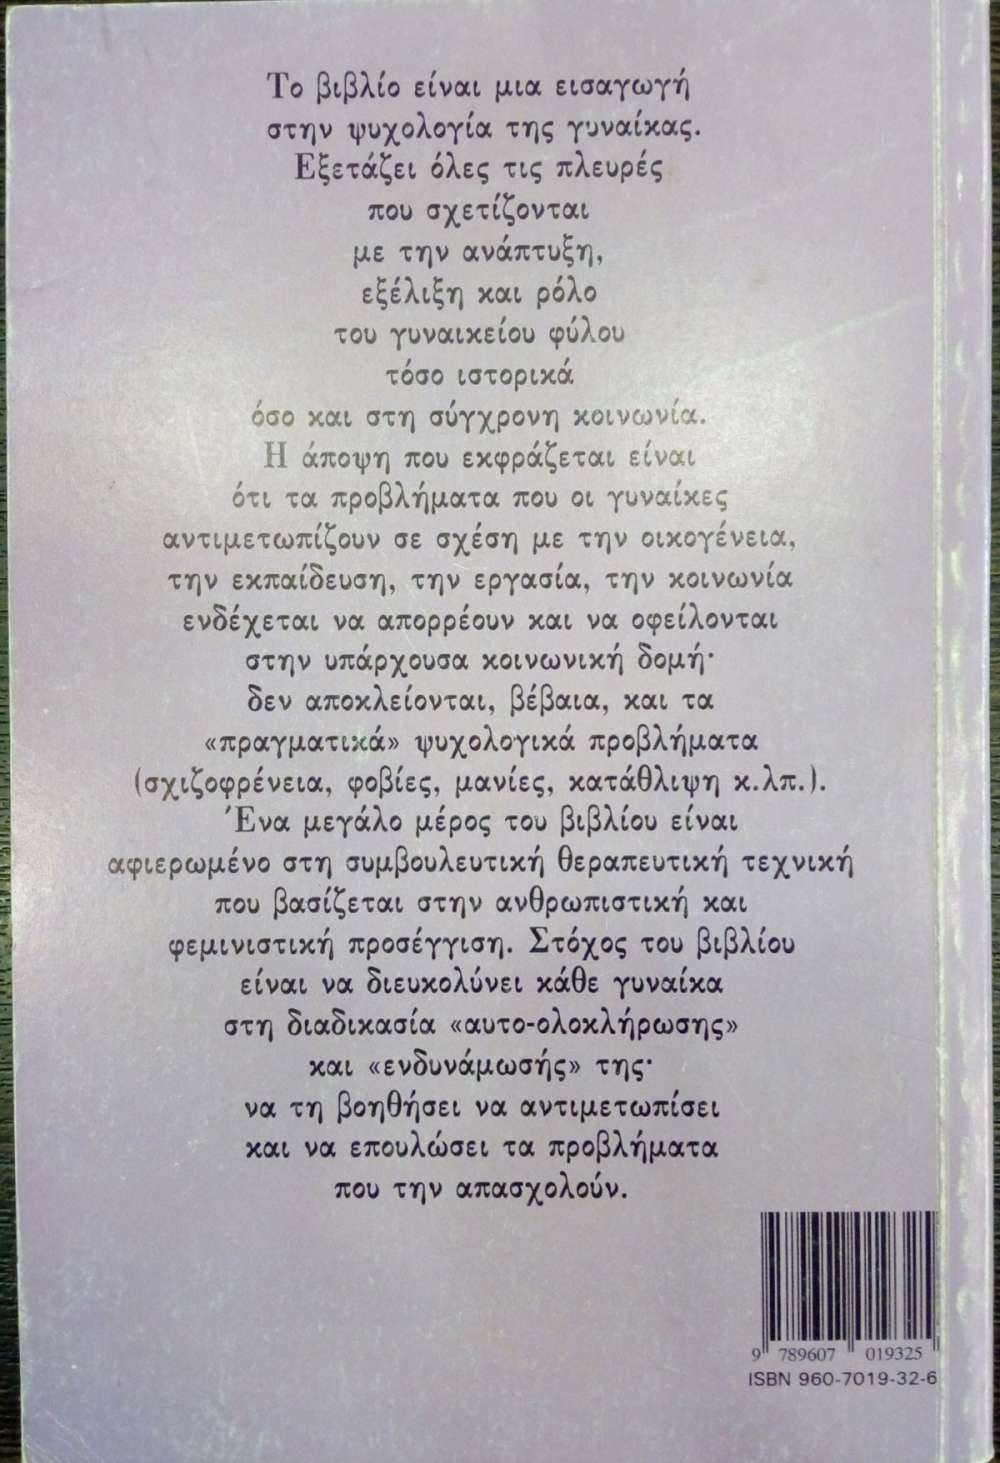 Το βιβλίο είναι μια εισαγωγή
στην ψυχολογία της γυναίκας.
Εξετάζει όλες τις πλευρές
που σχετίζονται
με την ανάπτυξη,
εξέλιξη και ρόλο
του γυναικείου φύλου
τόσο ιστορικά
όσο και στη σύγχρονη κοινωνία.
Η άποψη που εκφράζεται είναι
ότι τα προβλήματα που οι γυναίκες
αντιμετωπίζουν σε σχέση με την οικογένεια,
την εκπαίδευση, την εργασία, την κοινωνία
ενδέχεται να απορρέουν και να οφείλονται
στην υπάρχουσα κοινωνική δομή·
δεν αποκλείονται, βέβαια, και τα
«πραγματικά» ψυχολογικά προβλήματα
(σχιζοφρένεια, φοβίες, μανίες, κατάθλιψη κ.λπ.).
Ένα μεγάλο μέρος του βιβλίου είναι
αφιερωμένο στη συμβουλευτική θεραπευτική τεχνική
που βασίζεται στην ανθρωπιστική και
φεμινιστική προσέγγιση. Στόχος του βιβλίου
είναι να διευκολύνει κάθε γυναίκα
στη διαδικασία «αυτο-ολοκλήρωσης»
και «ενδυνάμωσής» της·
να τη βοηθήσει να αντιμετωπίσει
και να επουλώσει τα προβλήματα
που την απασχολούν.
9 789607 019325
ISBN 960-7019-32-6